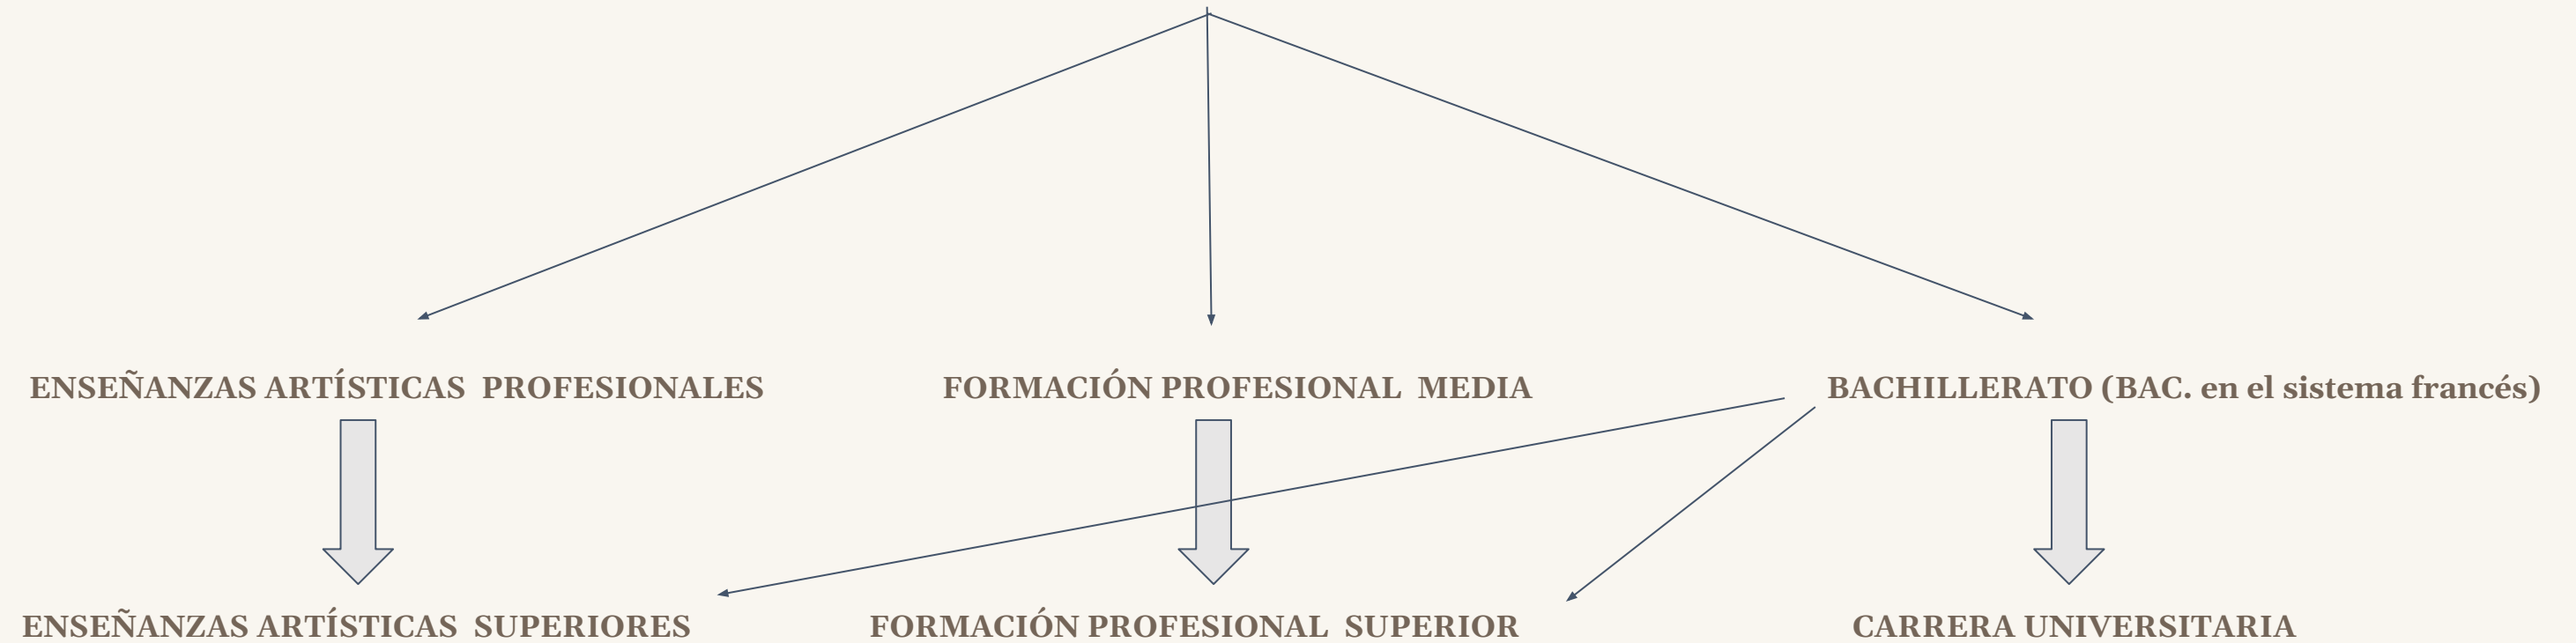 ENSEÑANZAS ARTÍSTICAS PROFESIONALES
FORMACIÓN PROFESIONAL MEDIA
BACHILLERATO (BAC. en el sistema francés)
ENSEÑANZAS ARTÍSTICAS SUPERIORES
FORMACIÓN PROFESIONAL SUPERIOR
CARRERA UNIVERSITARIA